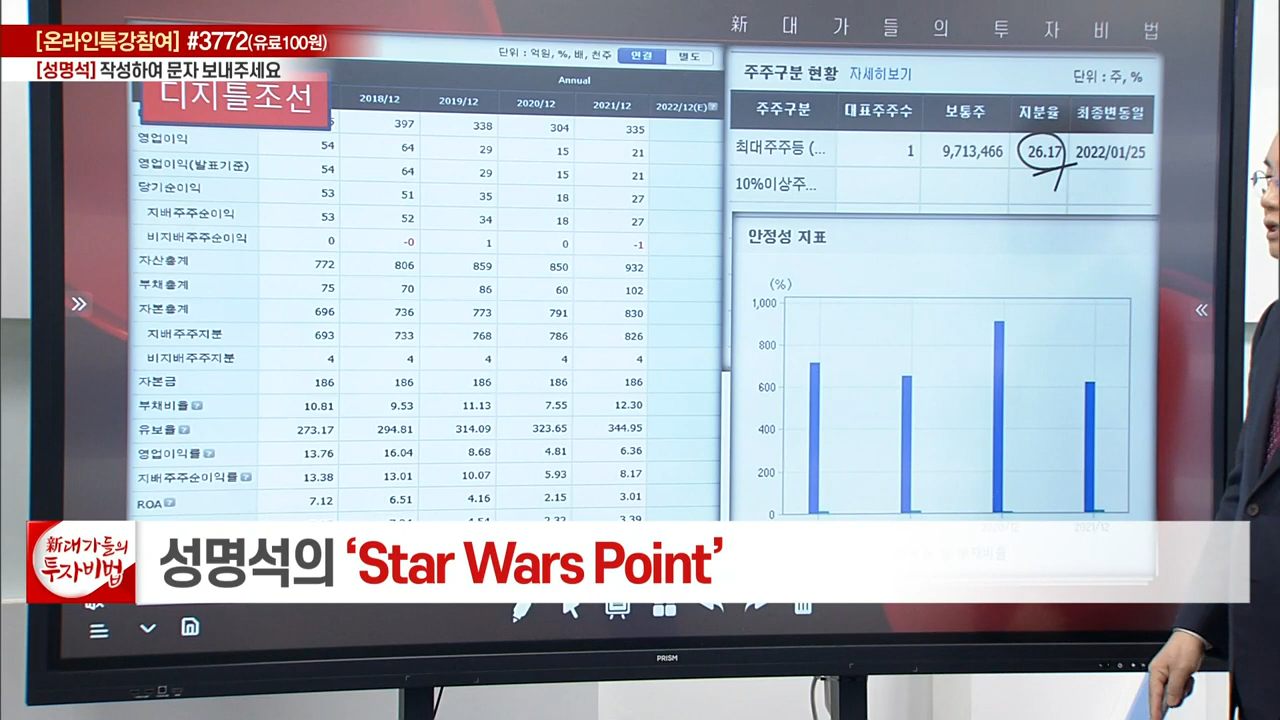 新 대 가 들 의 투 자 비 법
[온라인특강참여] #3772(유료100원)
[성명석] 작성하여 문자 보내주세요
디지틀조선
단위 : 억원, %, 배, 천주 연결 별도
Annual
2018/12 2019/12 2020/12 2021/12 2022/12(E)
397 338 304 335
영업이익 54 64 29 15 21
영업이익(발표기준) 54 64 29 15 21
당기순이익 53 51 35 18 27
지배주주순이익 53 52 34 18 27
비지배주주순이익 0 -0 1 0 -1
자산총계 772 806 859 850 932
부채총계 75 70 86 60 102
자본총계 696 736 773 791 830
지배주주지분 693 733 768 786 826
비지배주주지분 4 4 4 4 4
자본금 186 186 186 186 186
부채비율 10.81 9.53 11.13 7.55 12.30
유보율 273.17 294.81 314.09 323.65 344.95
영업이익률 13.76 16.04 8.68 4.81 6.36
지배주주순이익률 13.38 13.01 10.07 5.93 8.17
ROA 7.12 6.51 4.16 2.15 3.01
주주구분 현황 자세히보기 단위 : 주, %
주주구분 대표주주수 보통주 지분율 최종변동일
최대주주등 (... 1 9,713,466 26.17 2022/01/25
10%이상주...
안정성 지표
(%)
1,000
800
600
400
200
0
新대가들의
투자비법
성명석의 ‘Star Wars Point’
PRISM